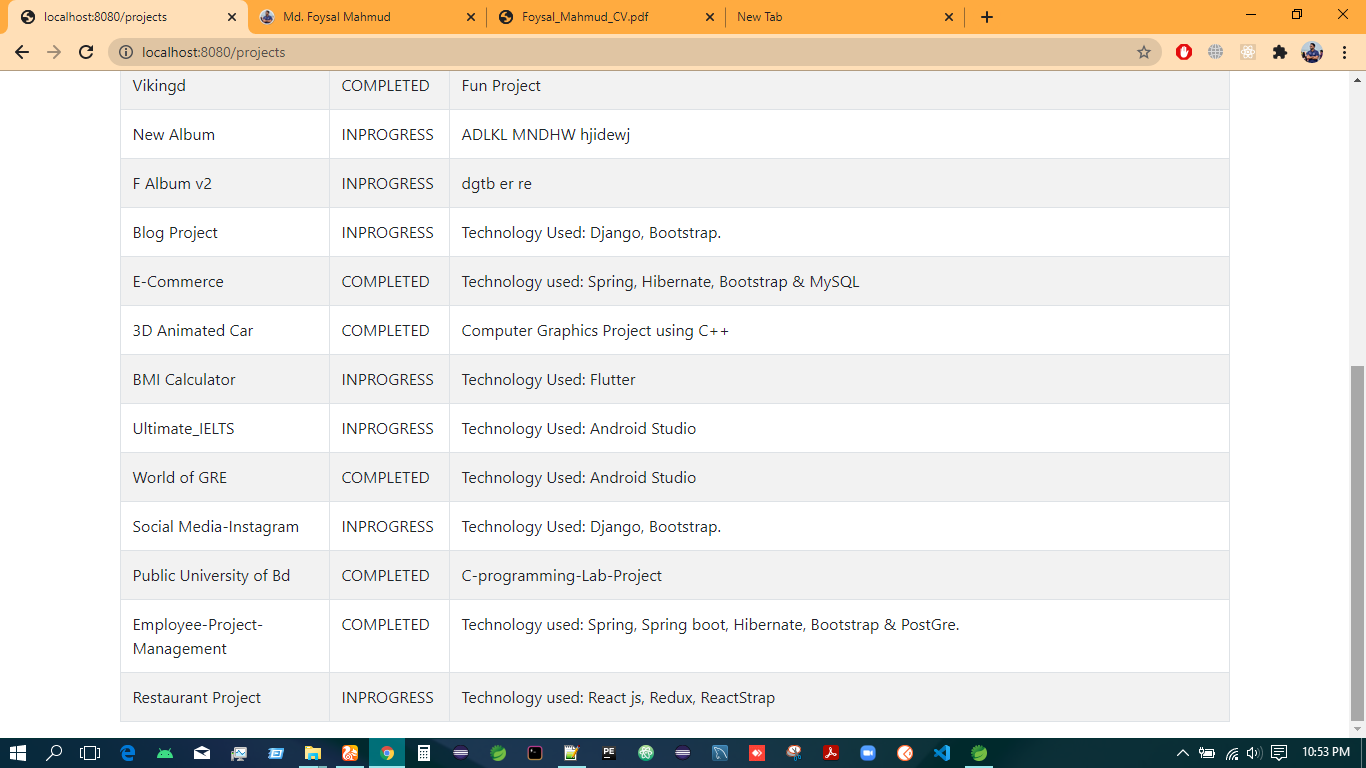 localhost:8080/projects
Md. Foysal Mahmud
Foysal_Mahmud_CV.pdf
New Tab
localhost:8080/projects
Vikingd COMPLETED Fun Project
New Album INPROGRESS ADLKL MNDHW hjidewj
F Album v2 INPROGRESS dgtb er re
Blog Project INPROGRESS Technology Used: Django, Bootstrap.
E-Commerce COMPLETED Technology used: Spring, Hibernate, Bootstrap & MySQL
3D Animated Car COMPLETED Computer Graphics Project using C++
BMI Calculator INPROGRESS Technology Used: Flutter
Ultimate_IELTS INPROGRESS Technology Used: Android Studio
World of GRE COMPLETED Technology Used: Android Studio
Social Media-Instagram INPROGRESS Technology Used: Django, Bootstrap.
Public University of Bd COMPLETED C-programming-Lab-Project
Employee-Project- COMPLETED Technology used: Spring, Spring boot, Hibernate, Bootstrap & PostGre.
Management
Restaurant Project INPROGRESS Technology used: React js, Redux, ReactStrap
PE
10:53 PM